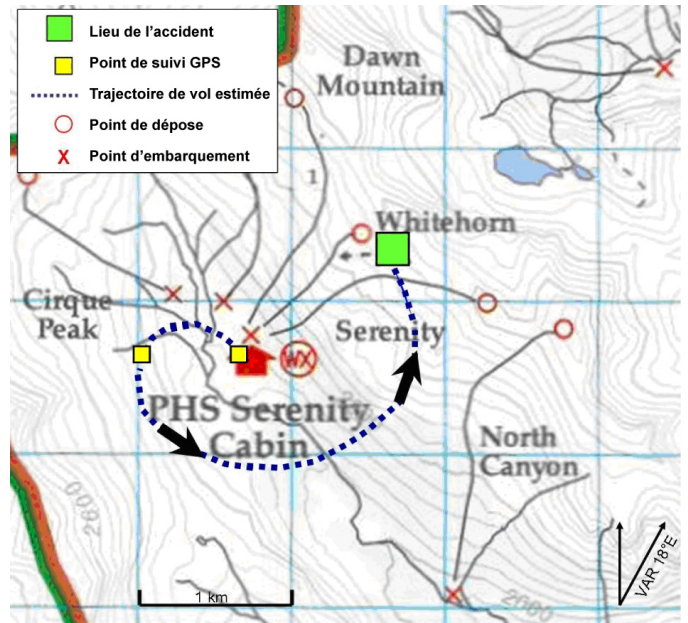 Lieu de l'accident
Point de suivi GPS
Trajectoire de vol estimée
Point de dépose
X Point d'embarquement
Dawn
Mountain
1
Whitehorn
Cirque
Peak
Serenity
WX
PHS Serenity
Cabin
North
Canyon
2000
2000
1 km
VAR 18°E